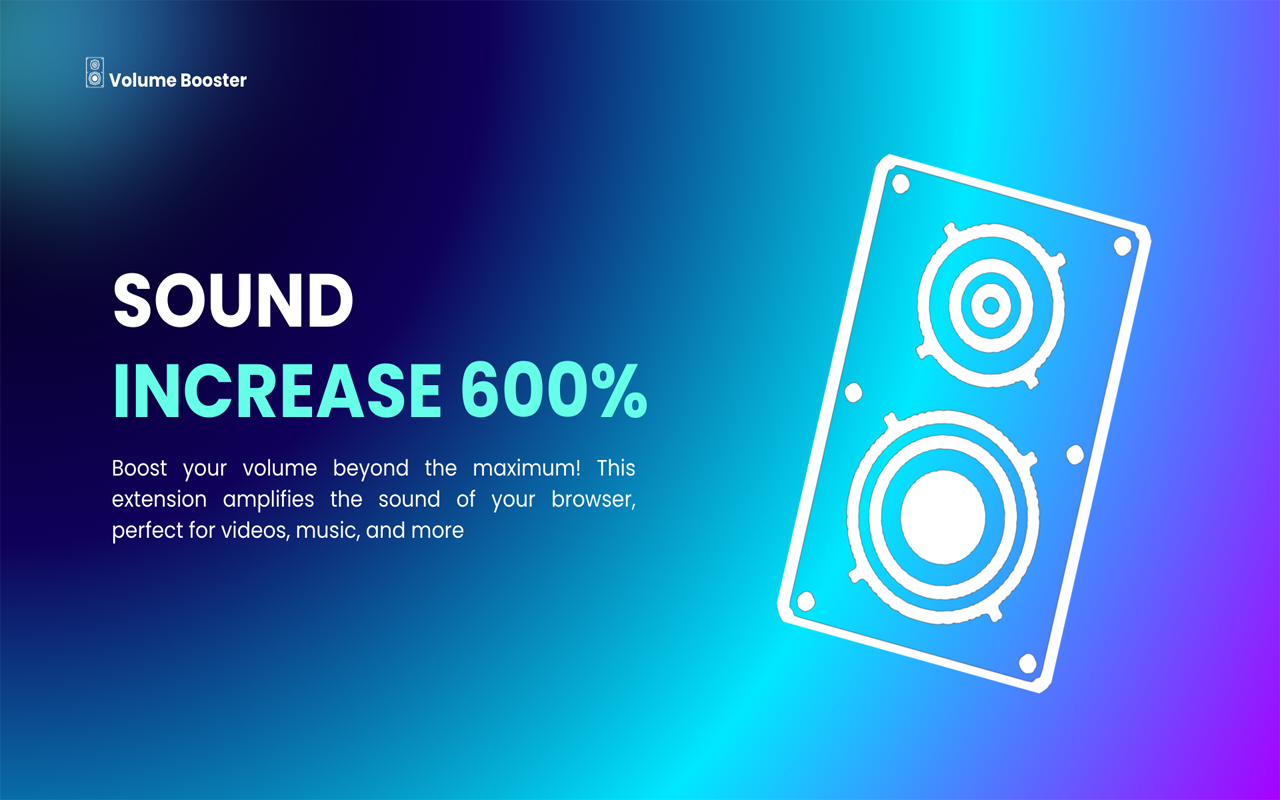 Volume Booster
SOUND
INCREASE 600%
Boost your volume beyond the maximum! This
extension amplifies the sound of your browser,
perfect for videos, music, and more